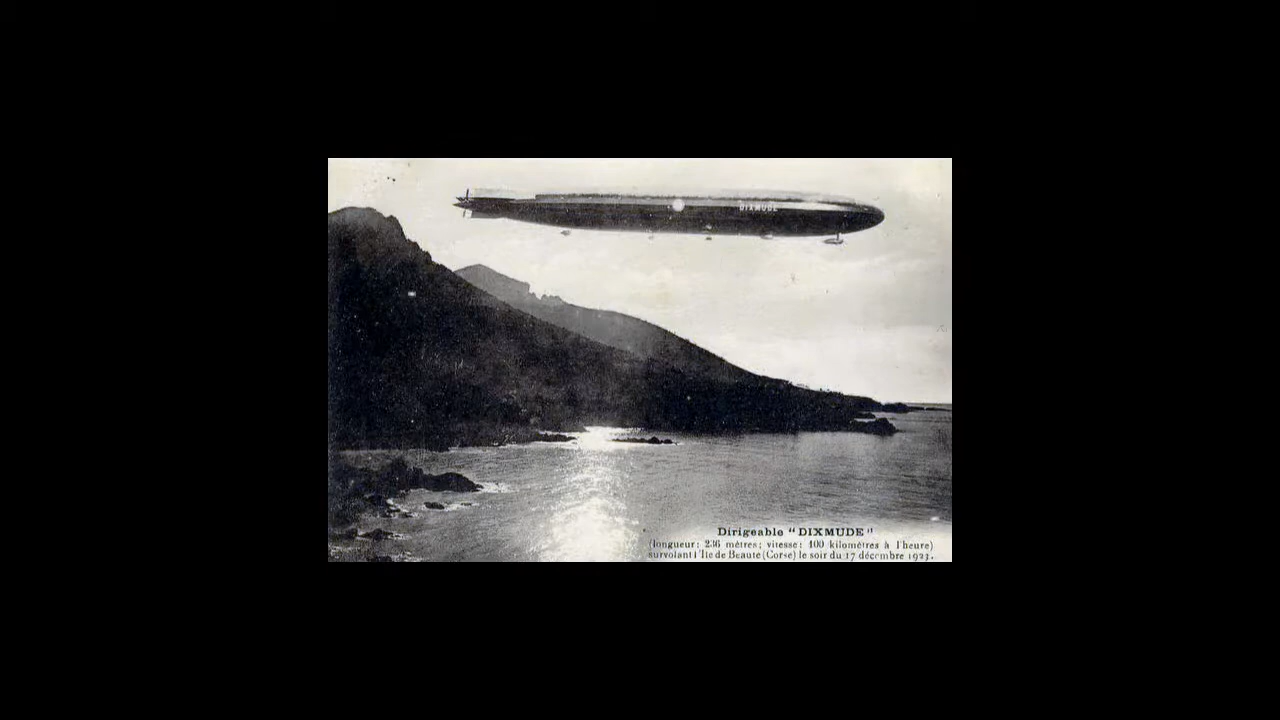 DIXMUDE
Dirigeable "DIXMUDE"
(longueur: 236 mètres; vitesse: 100 kilomètres à l'heure)
survolant l'Ile de Beauté (Corse) le soir du 17 décembre 1923.